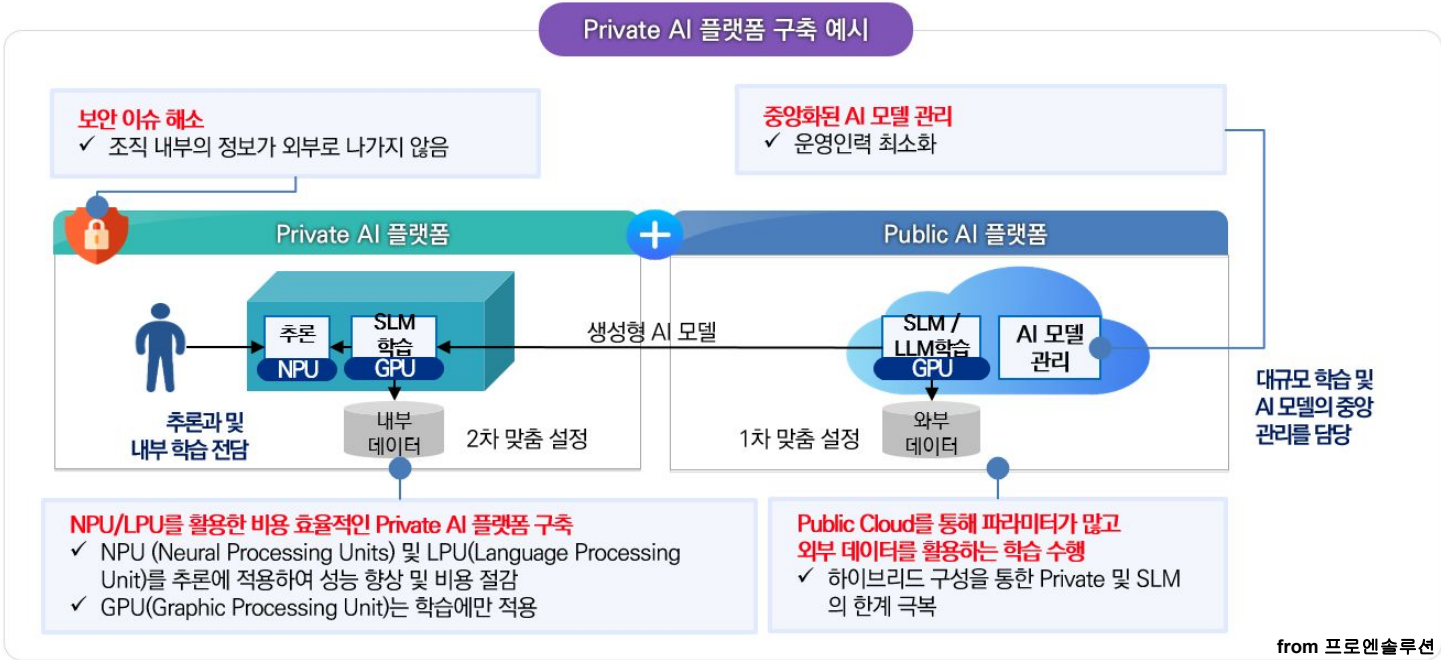 Private AI 플랫폼 구축 예시
보안 이슈 해소
✓ 조직 내부의 정보가 외부로 나가지 않음
중앙화된 AI 모델 관리
✓ 운영인력 최소화
Private AI 플랫폼
Public AI 플랫폼
추론
NPU
SLM
학습
GPU
생성형 AI 모델
SLM /
LLM학습
GPU
AI 모델
관리
추론과 및
내부 학습 전담
내부
데이터
2차 맞춤 설정
1차 맞춤 설정
와부
데이터
대규모 학습 및
AI 모델의 중앙
관리를 담당
NPU/LPU를 활용한 비용 효율적인 Private AI 플랫폼 구축
✓ NPU (Neural Processing Units) 및 LPU(Language Processing
Unit)를 추론에 적용하여 성능 향상 및 비용 절감
✓ GPU(Graphic Processing Unit)는 학습에만 적용
Public Cloud를 통해 파라미터가 많고
외부 데이터를 활용하는 학습 수행
✓ 하이브리드 구성을 통한 Private 및 SLM
의 한계 극복
from 프로엔솔루션